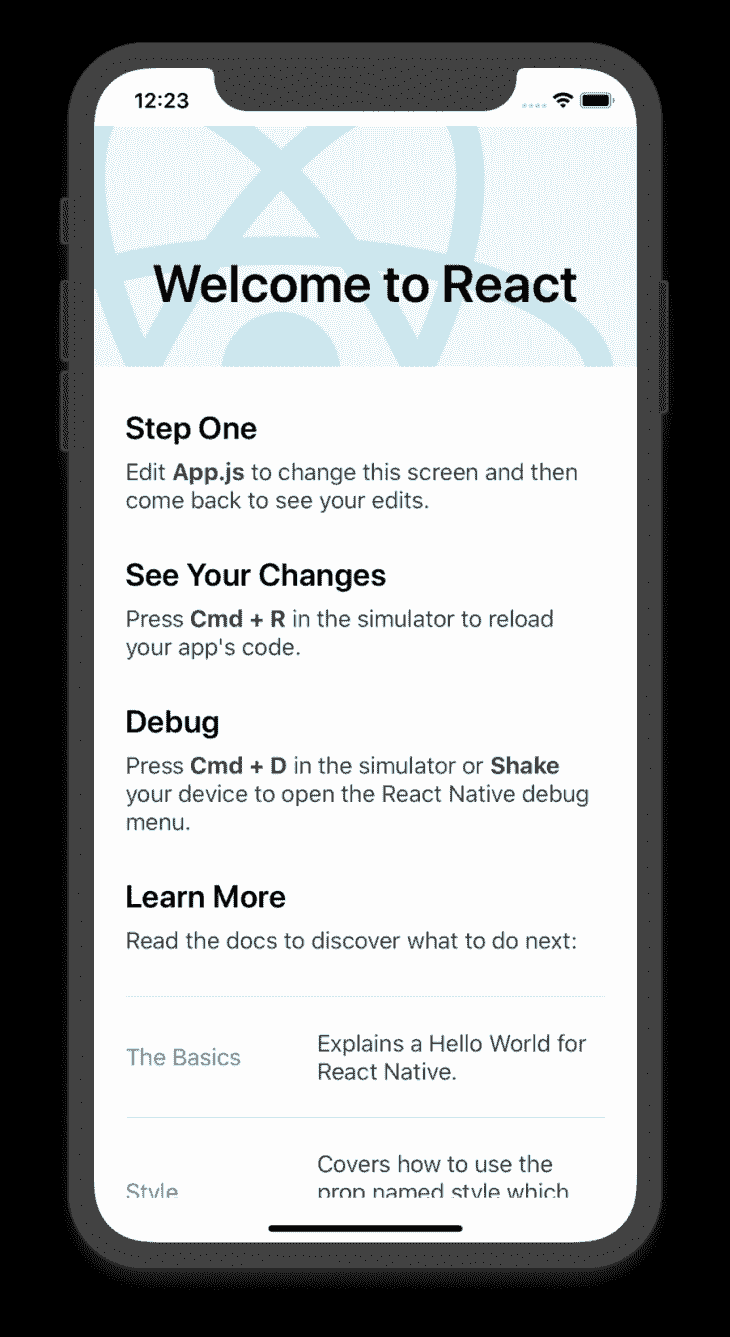 12:23
Welcome to React
Step One
Edit App.js to change this screen and then
come back to see your edits.
See Your Changes
Press Cmd + R in the simulator to reload
your app's code.
Debug
Press Cmd + D in the simulator or Shake
your device to open the React Native debug
menu.
Learn More
Read the docs to discover what to do next:
The Basics
Explains a Hello World for
React Native.
Style
Covers how to use the
prop named style which